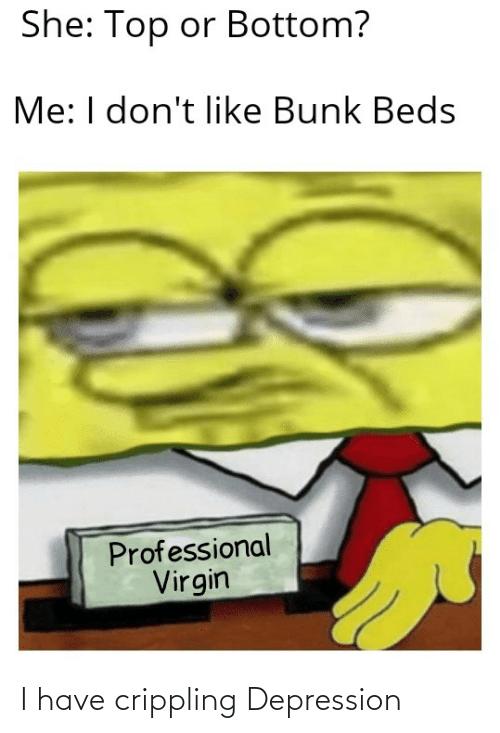 She: Top or Bottom?
Me: I don't like Bunk Beds
Professional
Virgin
I have crippling Depression